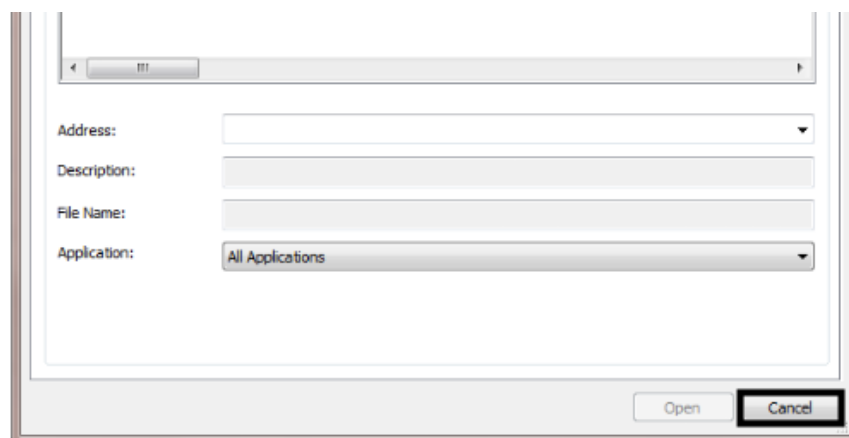 Address:
Description:
File Name:
Application: All Applications
Open Cancel